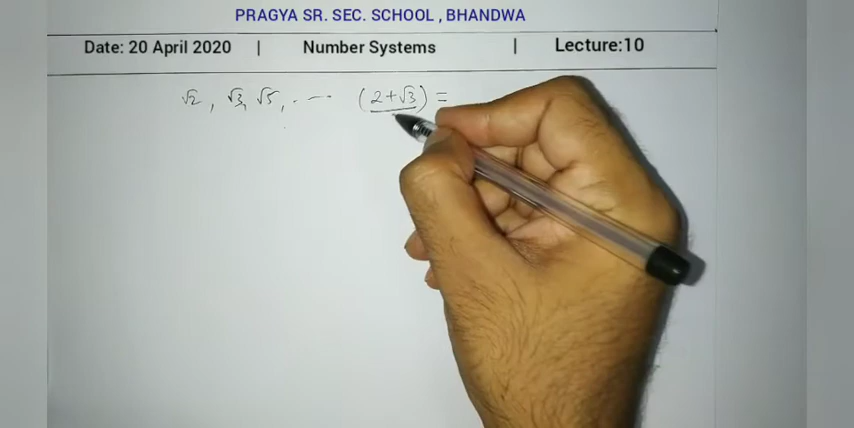 PRAGYA SR. SEC. SCHOOL , BHANDWA
Date: 20 April 2020 | Number Systems | Lecture:10
√2 , √3, √5, ..... (2+√3) =